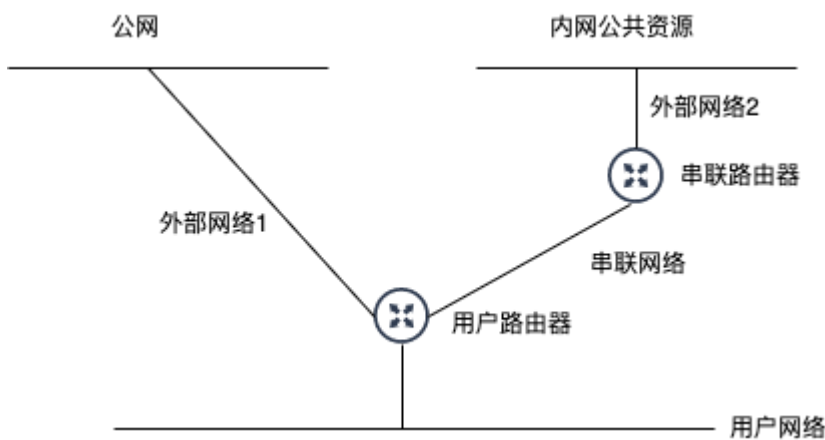 公网
内网公共资源
外部网络2
串联路由器
外部网络1
串联网络
用户路由器
用户网络